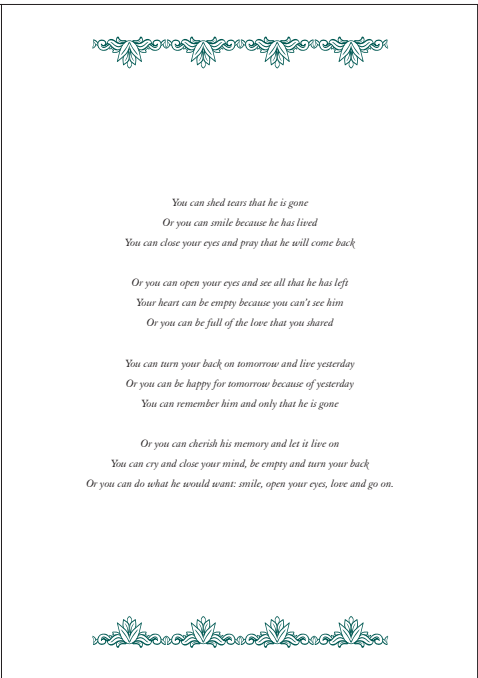 You can shed tears that he is gone
Or you can smile because he has lived
You can close your eyes and pray that he will come back
Or you can open your eyes and see all that he has left
Your heart can be empty because you can't see him
Or you can be full of the love that you shared
You can turn your back on tomorrow and live yesterday
Or you can be happy for tomorrow because of yesterday
You can remember him and only that he is gone
Or you can cherish his memory and let it live on
You can cry and close your mind, be empty and turn your back
Or you can do what he would want: smile, open your eyes, love and go on.